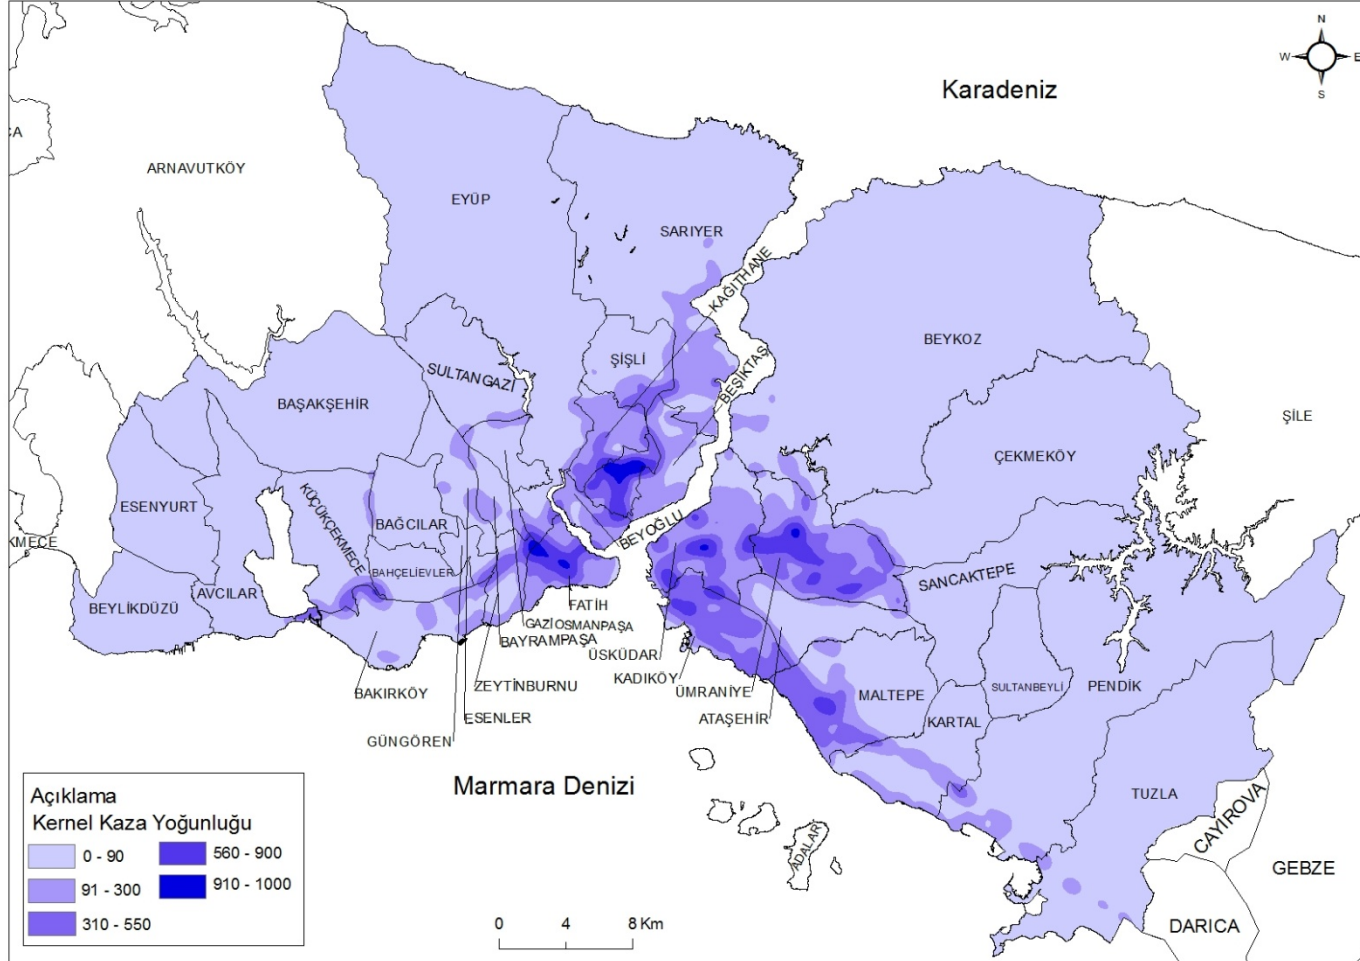 N
W
E
S
Karadeniz
CA
ARNAVUTKÖY
EYÜP
SARIYER
KAĞITHANE
BEYKOZ
ŞİŞLİ
SULTANGAZİ
BEŞİKTAŞ
BAŞAKŞEHİR
ŞİLE
ÇEKMEKÖY
ESENYURT
KÜÇÜKÇEKMECE
BAĞCILAR
BEYOĞLU
KMECE
BAHÇELİEVLER
SANCAKTEPE
BEYLİKDÜZÜ
AVCILAR
FATİH
GAZİOSMANPAŞA
BAYRAMPAŞA
ÜSKÜDAR
KADIKÖY
ÜMRANİYE
ATAŞEHİR
MALTEPE
SULTANBEYLİ
PENDİK
BAKIRKÖY
ZEYTİNBURNU
ESENLER
GÜNGÖREN
KARTAL
Marmara Denizi
TUZLA
CAYIROVA
ADALAR
GEBZE
DARICA
Açıklama
Kernel Kaza Yoğunluğu
0 - 90
560 - 900
91 - 300
910 - 1000
310 - 550
0 4 8 Km